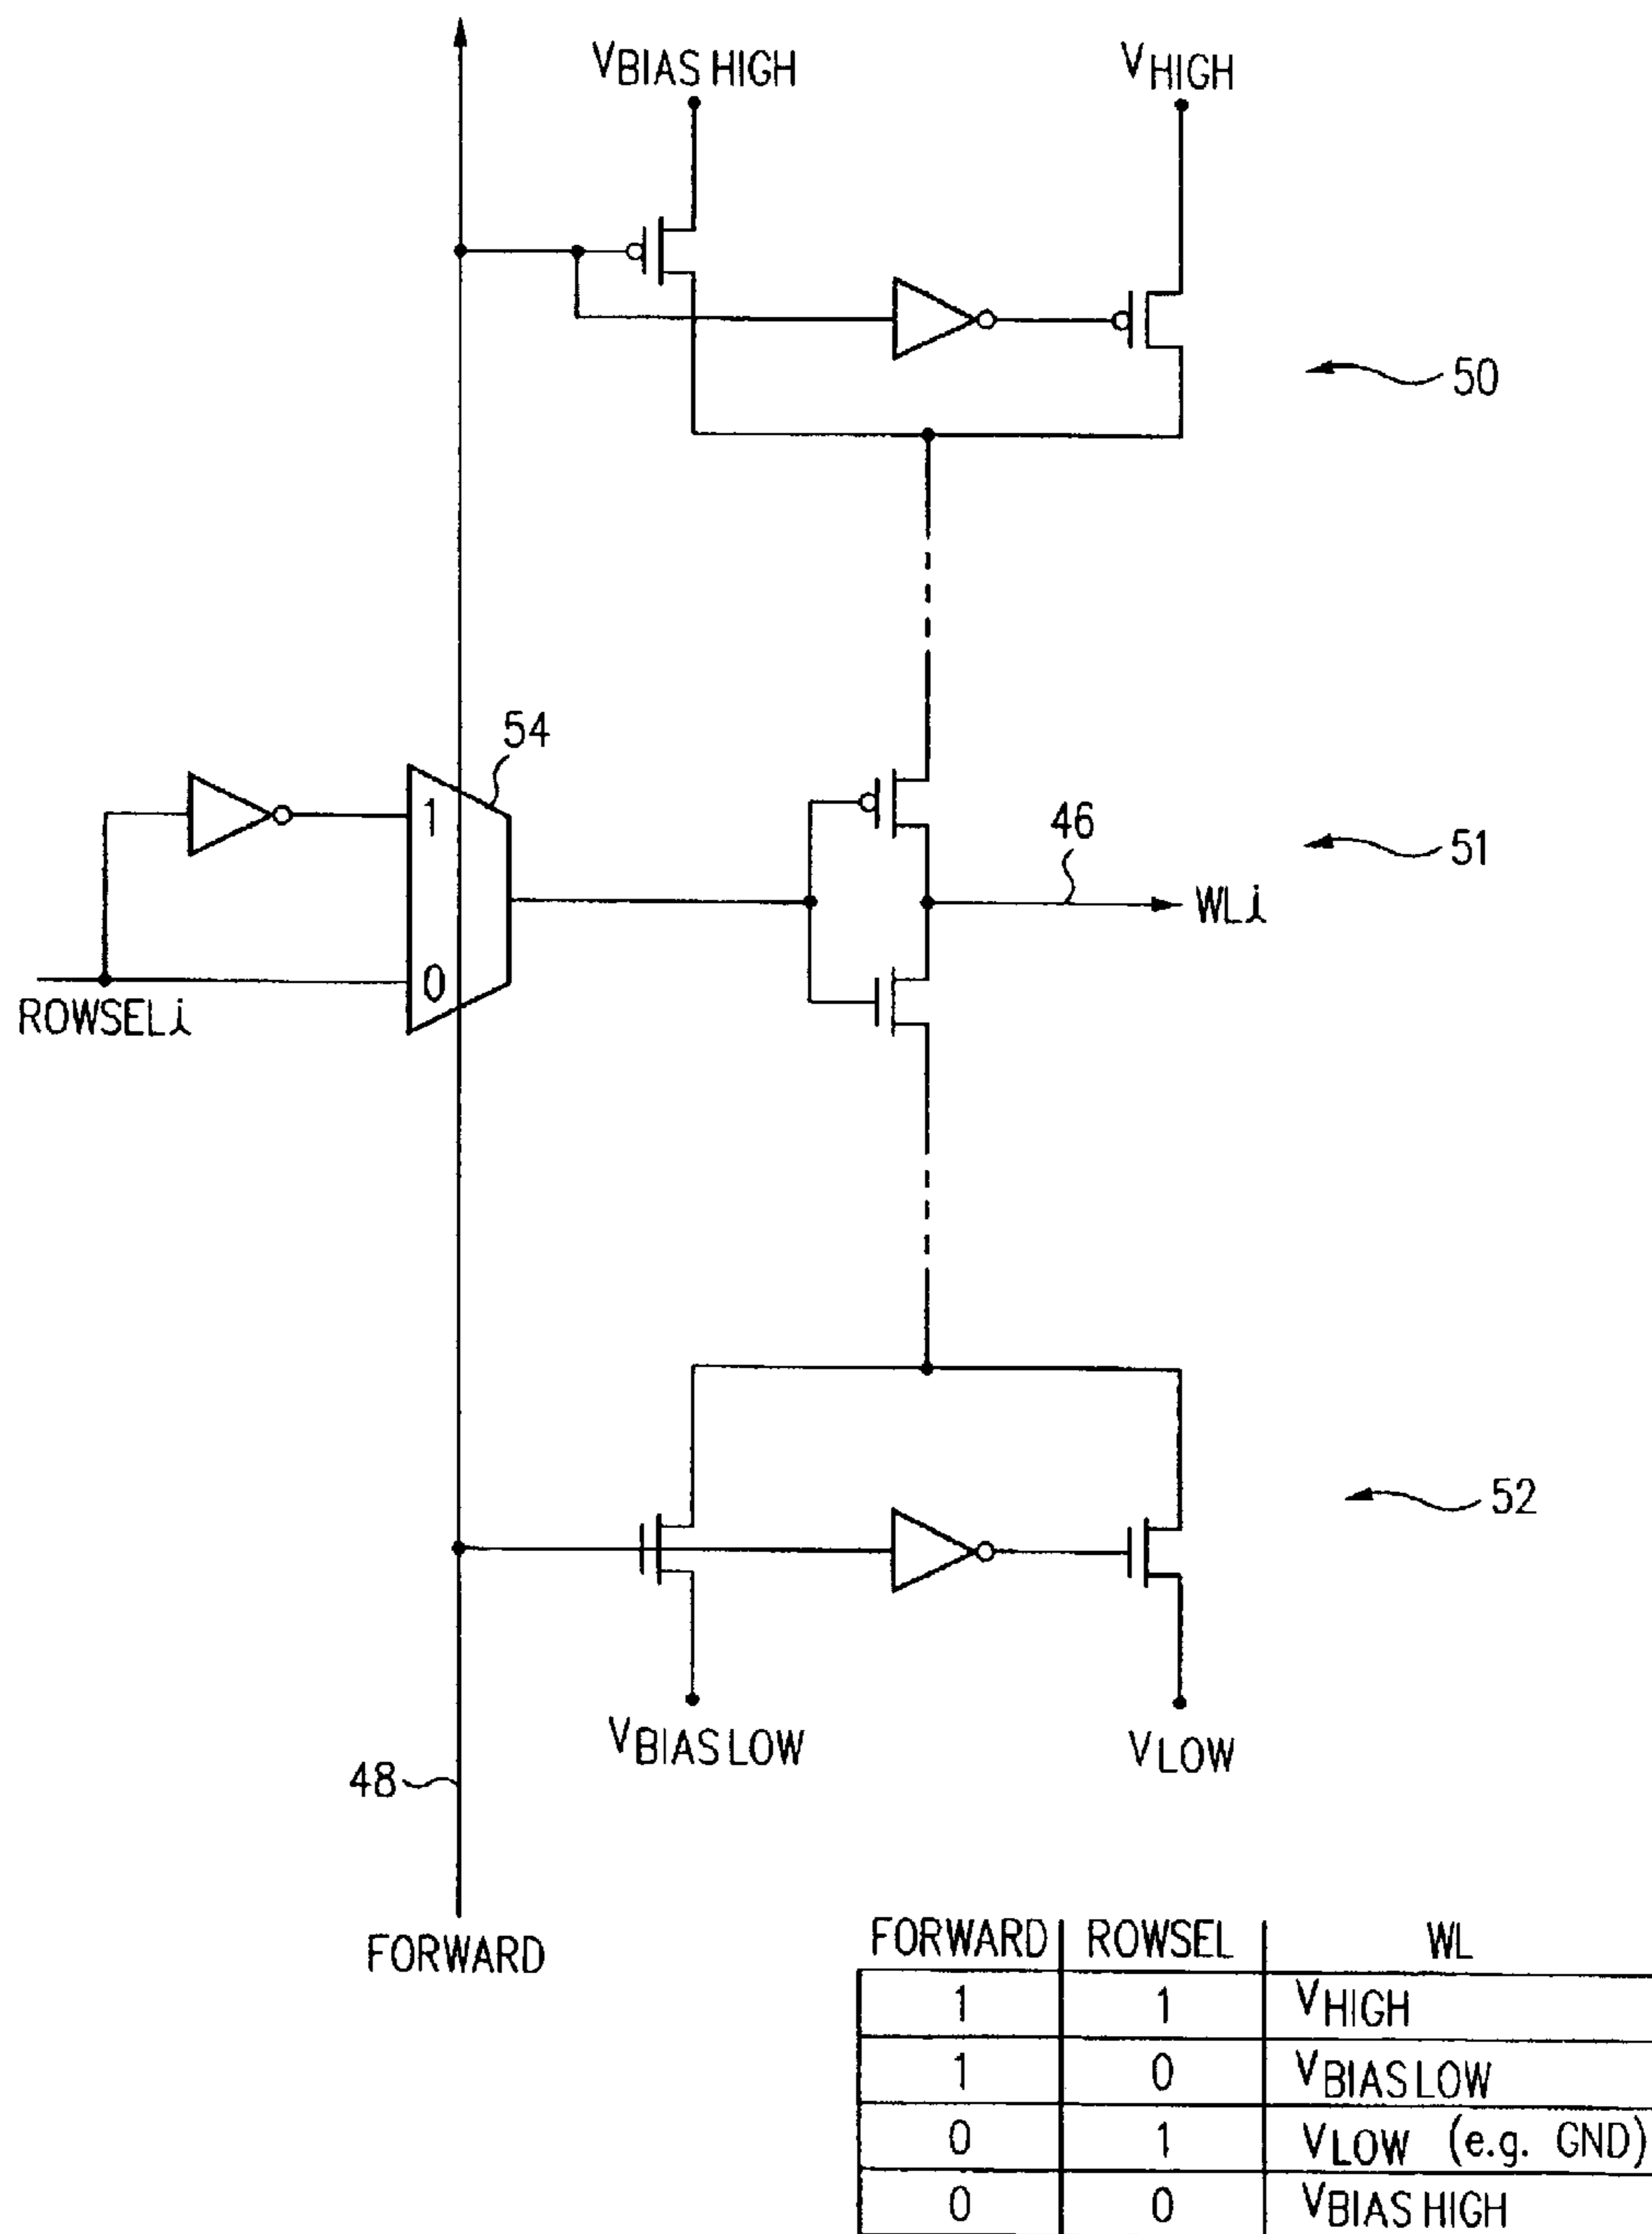 VBIAS HIGH
VHIGH
50
54
1
0
ROWSELi
46
51
WLi
52
VBIAS LOW
VLOW
48
FORWARD
FORWARD ROWSEL WL
1 1 VHIGH
1 0 VBIAS LOW
0 1 VLOW (e.g. GND)
0 0 VBIAS HIGH